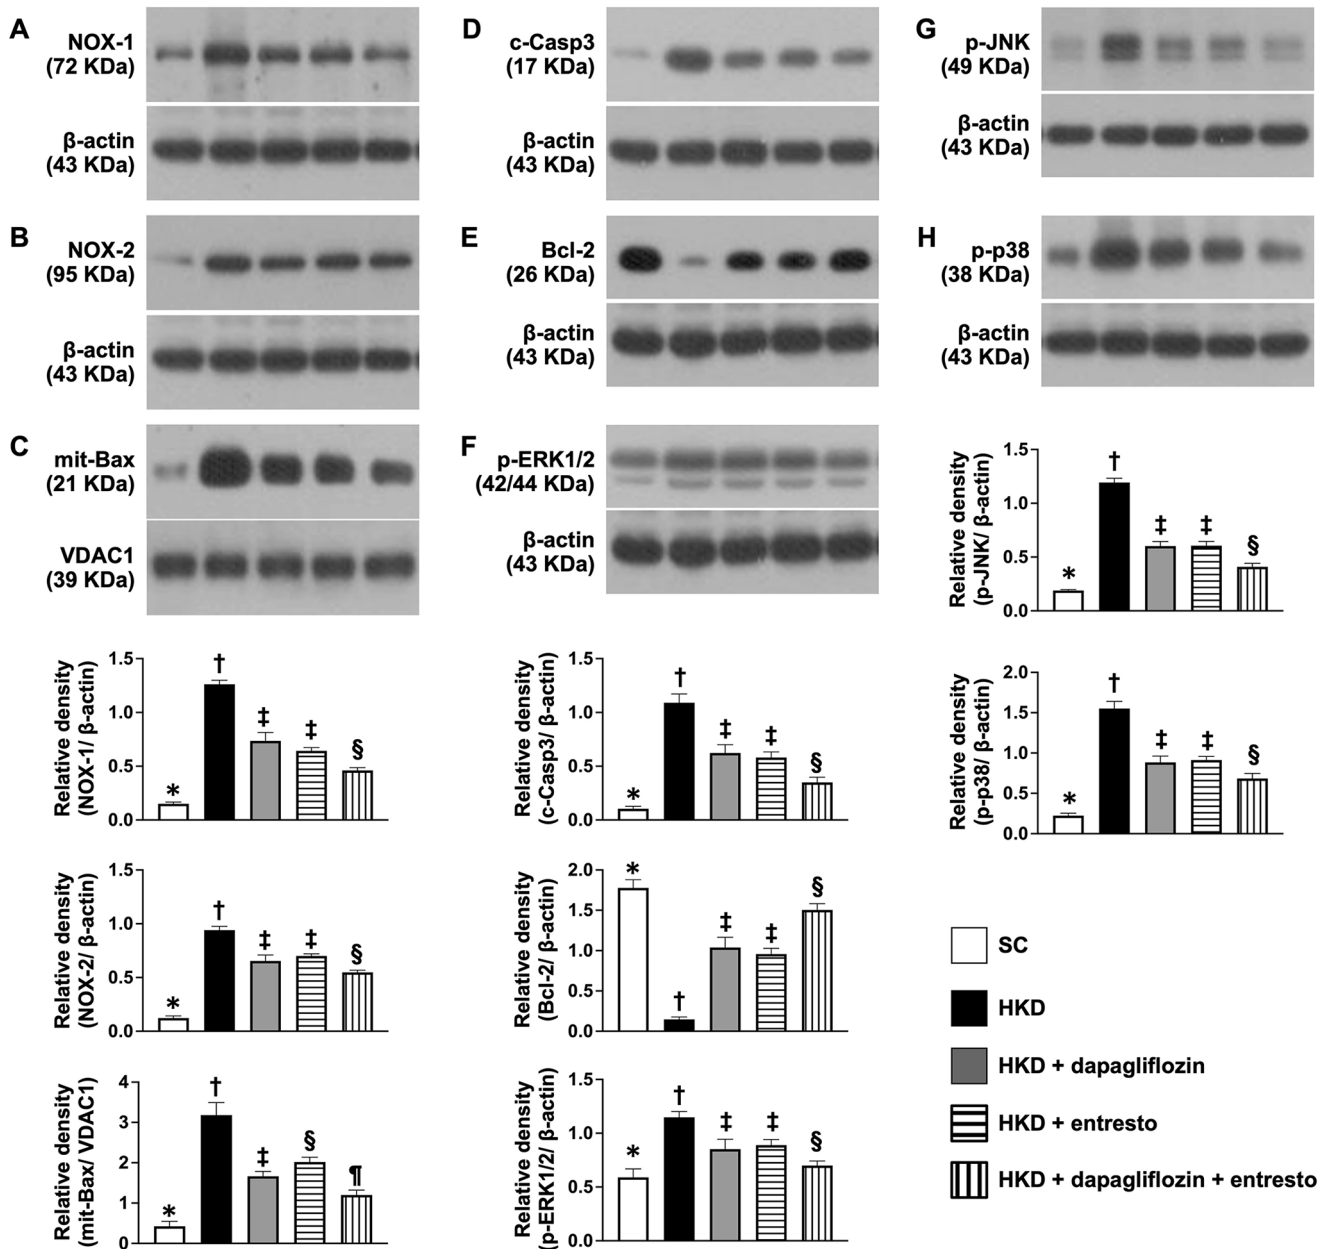 A
NOX-1
(72 KDa)
β-actin
(43 KDa)
B
NOX-2
(95 KDa)
β-actin
(43 KDa)
C
mit-Bax
(21 KDa)
VDAC1
(39 KDa)
D
c-Casp3
(17 KDa)
β-actin
(43 KDa)
E
Bcl-2
(26 KDa)
β-actin
(43 KDa)
F
p-ERK1/2
(42/44 KDa)
β-actin
(43 KDa)
G
p-JNK
(49 KDa)
β-actin
(43 KDa)
H
p-p38
(38 KDa)
β-actin
(43 KDa)
Relative density
(NOX-1/ β-actin)
1.5
1.0
0.5
0.0
* † ‡ ‡ §
Relative density
(NOX-2/ β-actin)
1.5
1.0
0.5
0.0
* † ‡ ‡ §
Relative density
(mit-Bax/ VDAC1)
4
3
2
1
0
* † ‡ § ¶
Relative density
(c-Casp3/ β-actin)
1.5
1.0
0.5
0.0
* † ‡ ‡ §
Relative density
(Bcl-2/ β-actin)
2.0
1.5
1.0
0.5
0.0
* † ‡ ‡ §
Relative density
(p-ERK1/2/ β-actin)
1.5
1.0
0.5
0.0
* † ‡ ‡ §
Relative density
(p-JNK/ β-actin)
1.5
1.0
0.5
0.0
* † ‡ ‡ §
Relative density
(p-p38/ β-actin)
2.0
1.5
1.0
0.5
0.0
* † ‡ ‡ §
SC
HKD
HKD + dapagliflozin
HKD + entresto
HKD + dapagliflozin + entresto